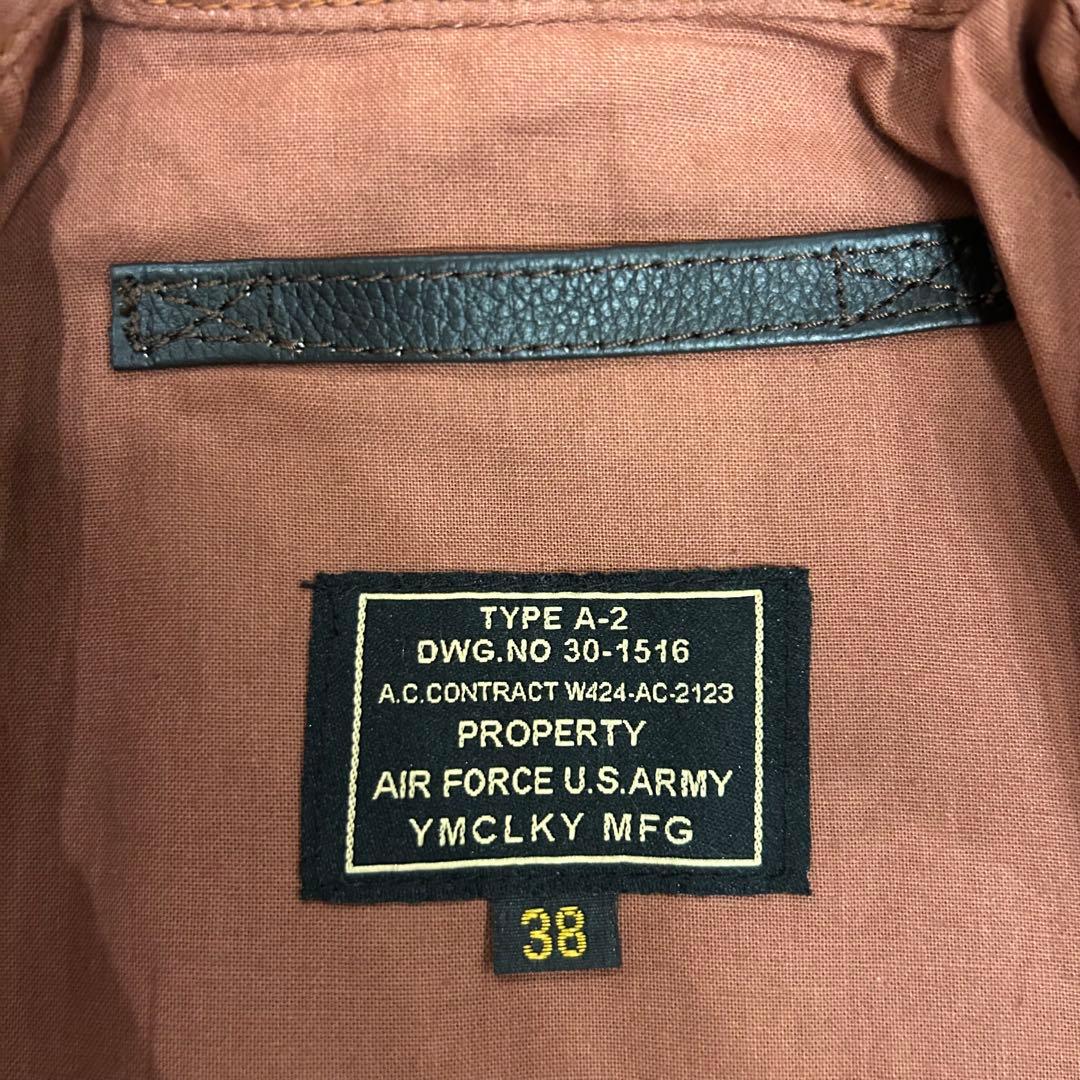 TYPE A-2
DWG.NO 30-1516
A.C.CONTRACT W424-AC-2123
PROPERTY
AIR FORCE U.S.ARMY
YMCLKY MFG
38